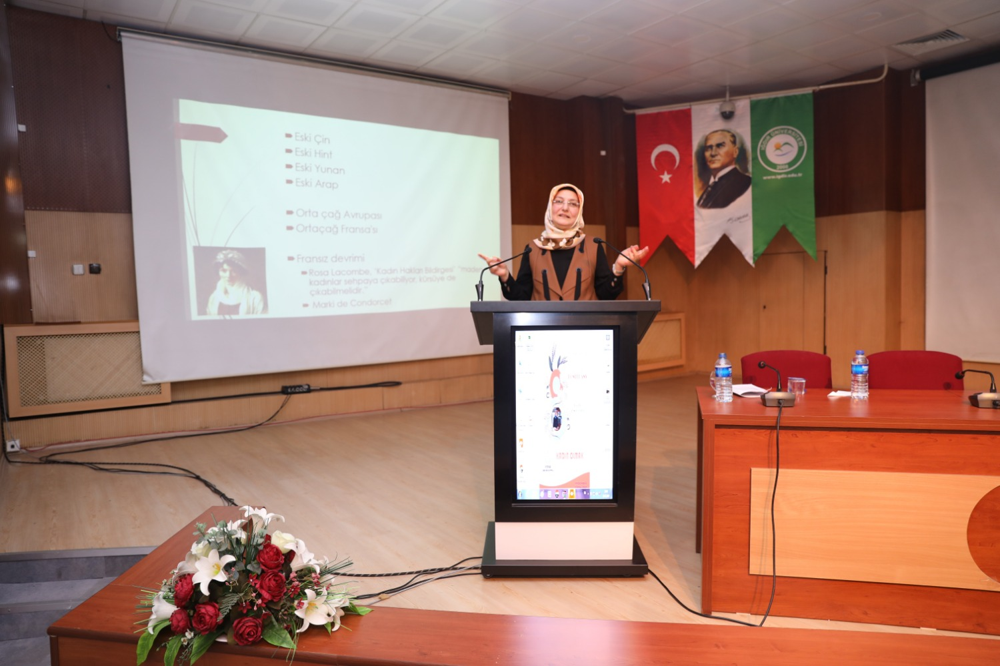 Eski Çin
Eski Hint
Eski Yunan
Eski Arap
Orta çağ Avrupası
Ortaçağ Fransa'sı
Fransız devrimi
Rosa Lacombe, "Kadın Hakları Bildirgesi" "madem
kadınlar sehpaya çıkabiliyor, kürsüye de
çıkabilmelidir."
Marki de Condorcet
IĞDIR ÜNİVERSİTESİ
2008
www.igdir.edu.tr
KADIN OLMAK